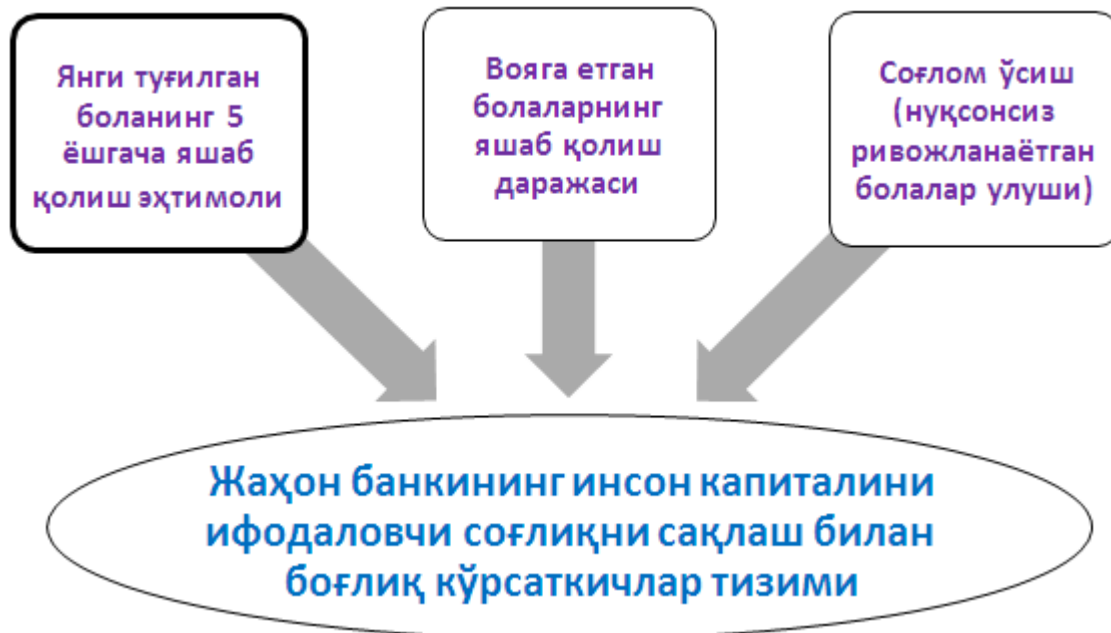 Янги туғилган
боланинг 5
ёшгача яшаб
қолиш эҳтимоли
Вояга етган
болаларнинг
яшаб қолиш
даражаси
Соғлом ўсиш
(нуқсонсиз
ривожланаётган
болалар улуши)
Жаҳон банкининг инсон капиталини
ифодаловчи соғлиқни сақлаш билан
боғлиқ кўрсаткичлар тизими